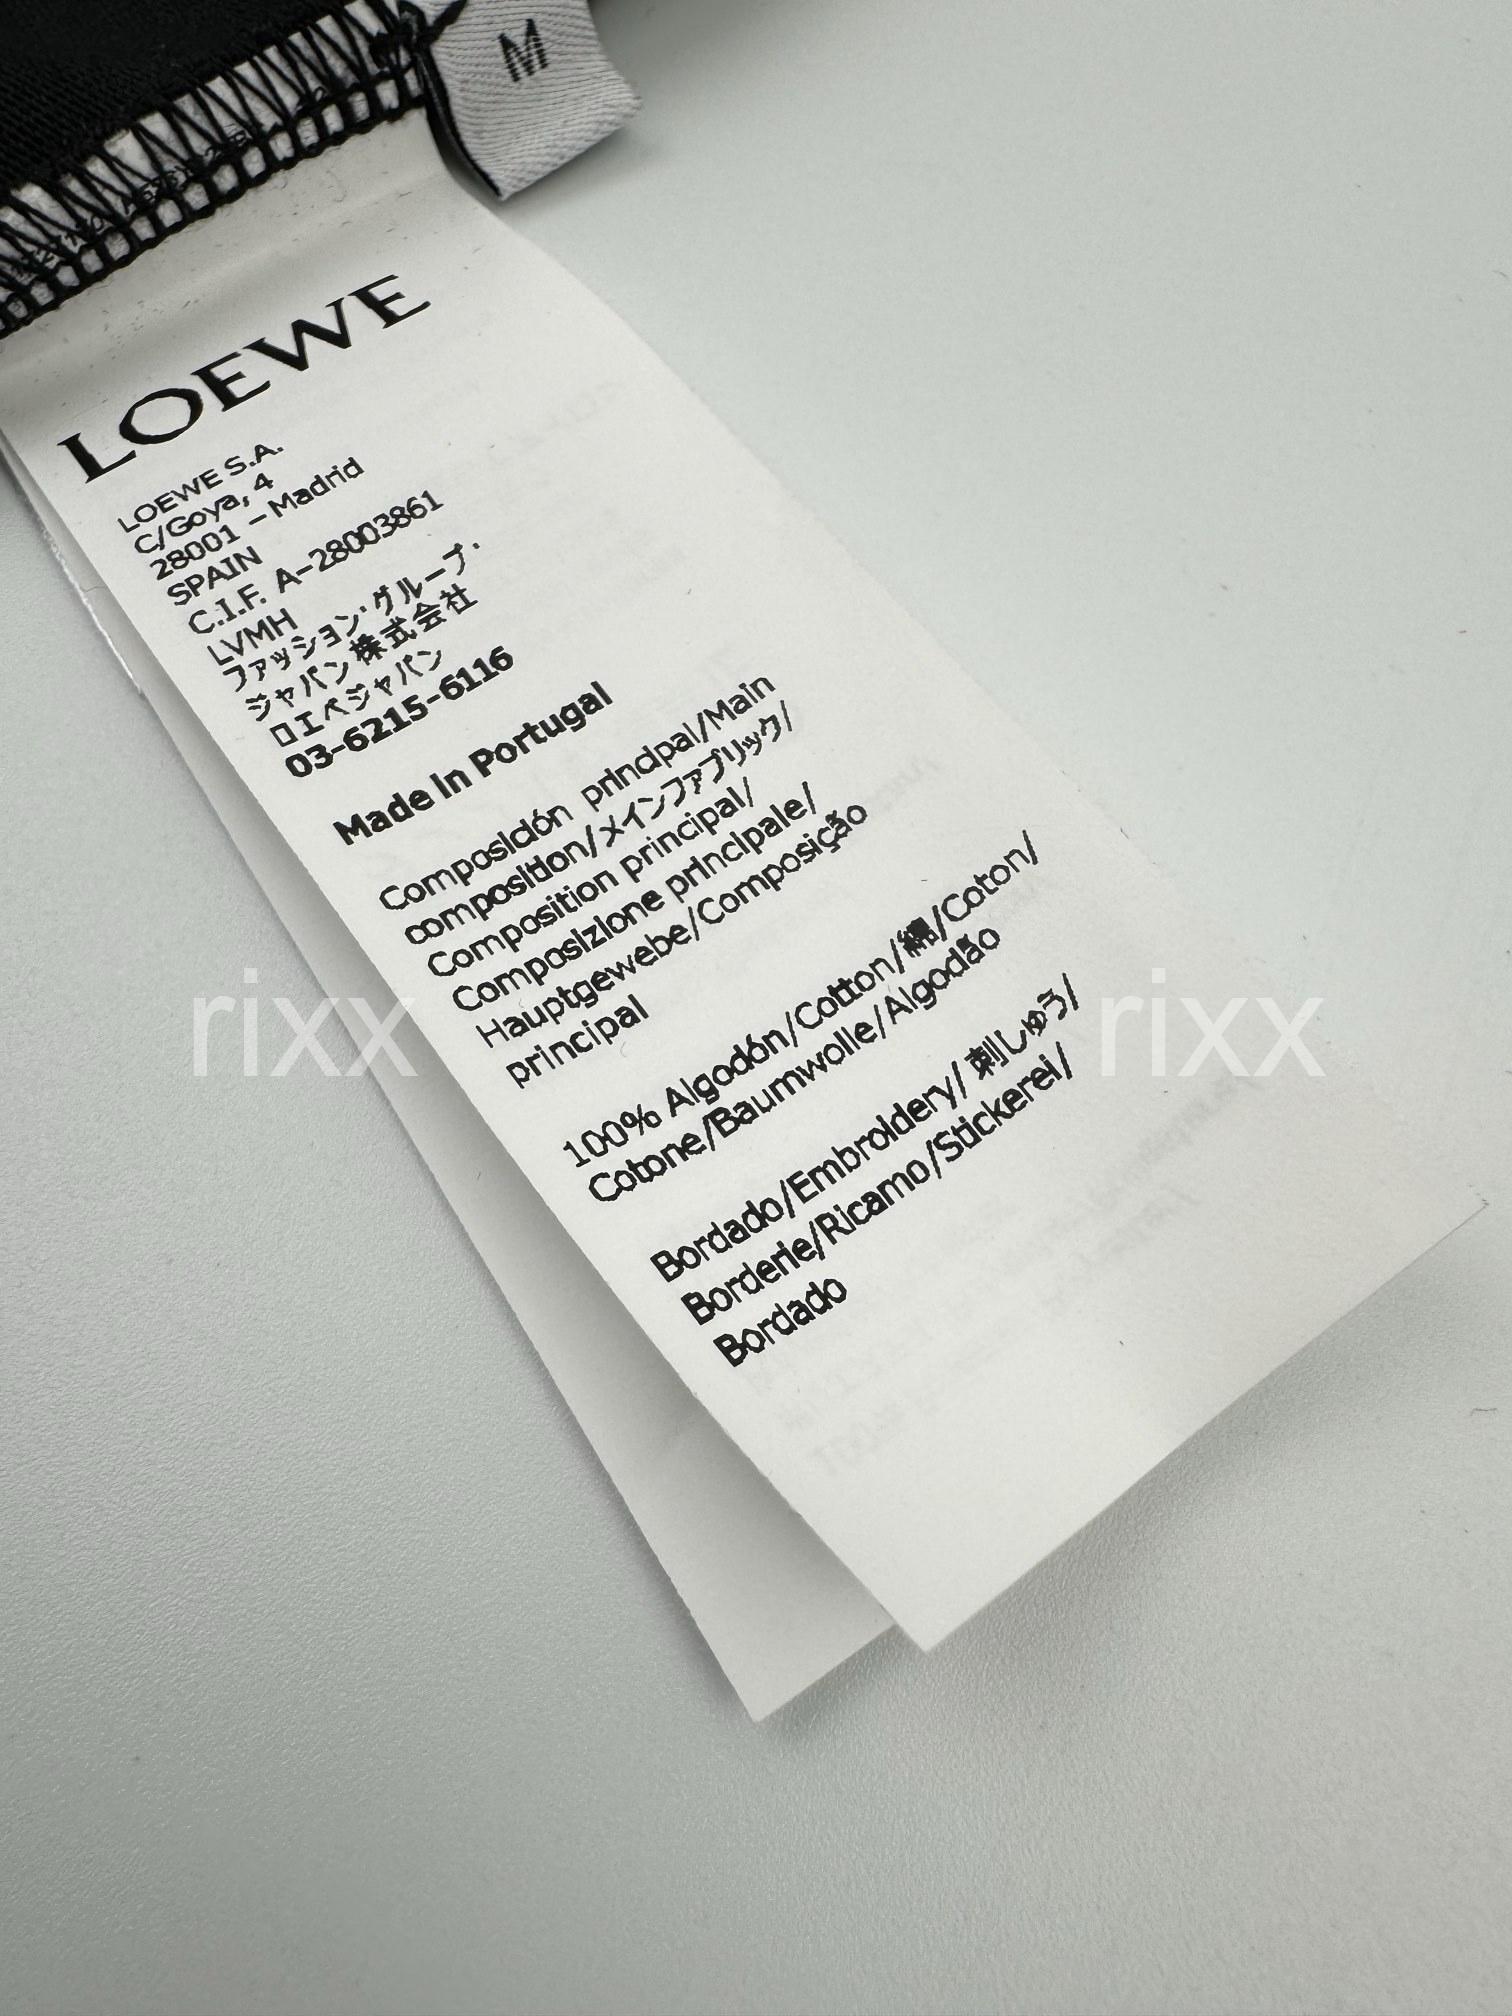 M
LOEWE
LOEWE S.A.
C/Goya, 4
28001 - Madrid
SPAIN
C.I.F. A-28003861
LVMH
ファッション・グループ・
ジャパン株式会社
ロエベジャパン
03-6215-6116
Made in Portugal
Composición principal/Main
composition/メインファブリック/
Composition principal/
Composizione principale/
Hauptgewebe/Composição
principal
100% Algodón/Cotton/綿/Coton/
Cotone/Baumwolle/Algodão
Bordado/Embroidery/刺しゅう/
Borderie/Ricamo/Stickerei/
Bordado
rixx rixx